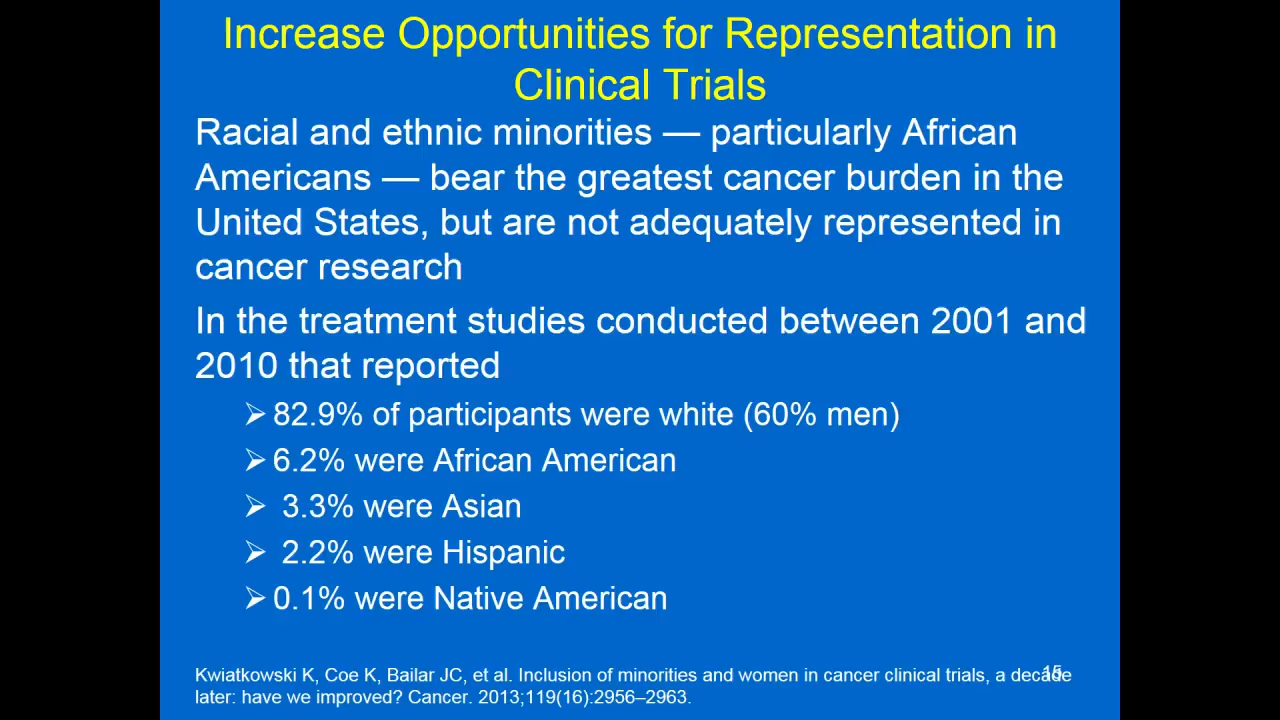 Increase Opportunities for Representation in
Clinical Trials
Racial and ethnic minorities — particularly African
Americans — bear the greatest cancer burden in the
United States, but are not adequately represented in
cancer research
In the treatment studies conducted between 2001 and
2010 that reported
➢82.9% of participants were white (60% men)
➢6.2% were African American
➢ 3.3% were Asian
➢ 2.2% were Hispanic
➢0.1% were Native American
Kwiatkowski K, Coe K, Bailar JC, et al. Inclusion of minorities and women in cancer clinical trials, a decade
later: have we improved? Cancer. 2013;119(16):2956–2963.
15